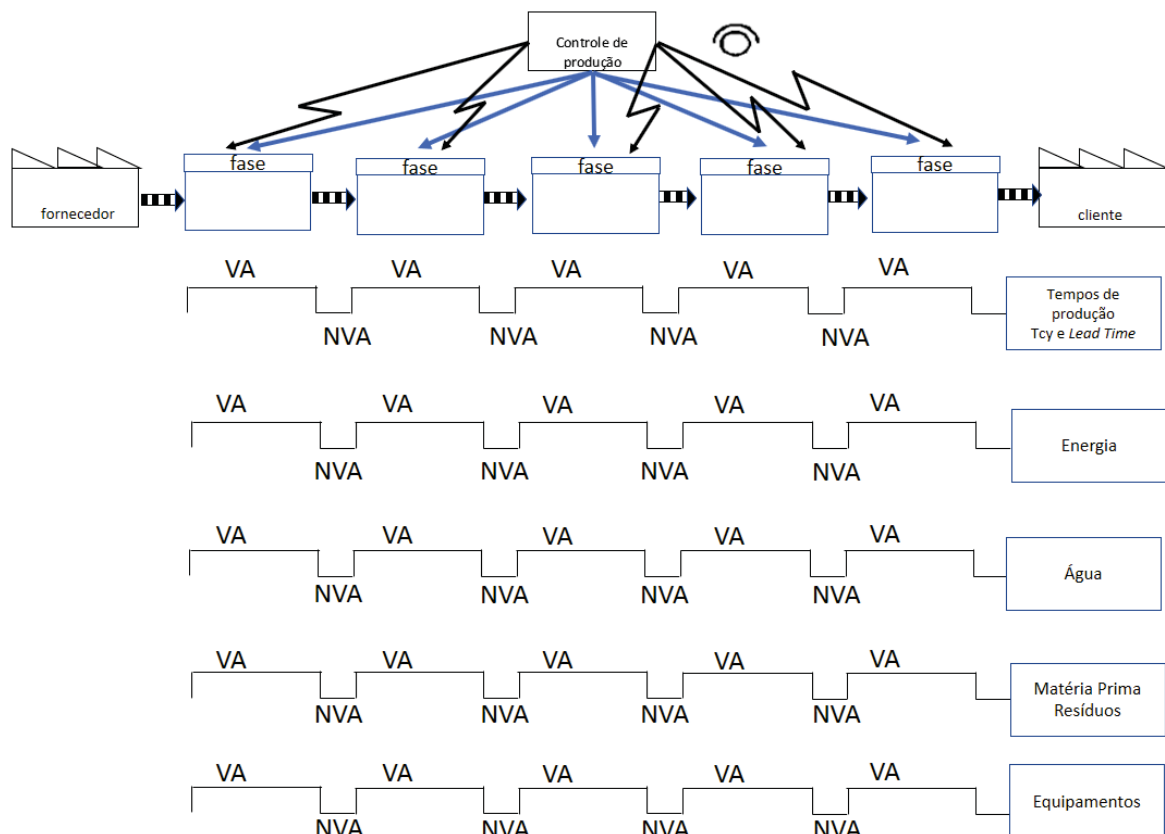 Controle de
produção
fase
fase
fase
fase
fase
fornecedor
cliente
VA
VA
VA
VA
VA
NVA
NVA
NVA
NVA
Tempos de
produção
Tcy e Lead Time
VA
VA
VA
VA
VA
NVA
NVA
NVA
NVA
Energia
VA
VA
VA
VA
VA
NVA
NVA
NVA
NVA
Água
VA
VA
VA
VA
VA
NVA
NVA
NVA
NVA
Matéria Prima
Resíduos
VA
VA
VA
VA
VA
NVA
NVA
NVA
NVA
Equipamentos